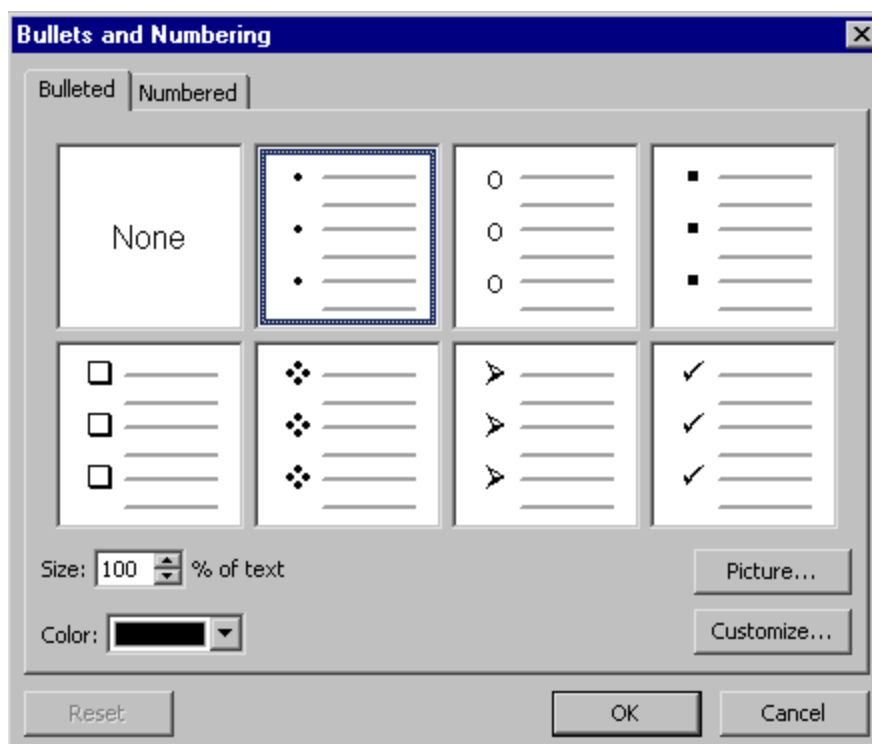 Bullets and Numbering
Bulleted
Numbered
None
Size: 100 % of text
Picture...
Color:
Customize...
Reset
OK
Cancel